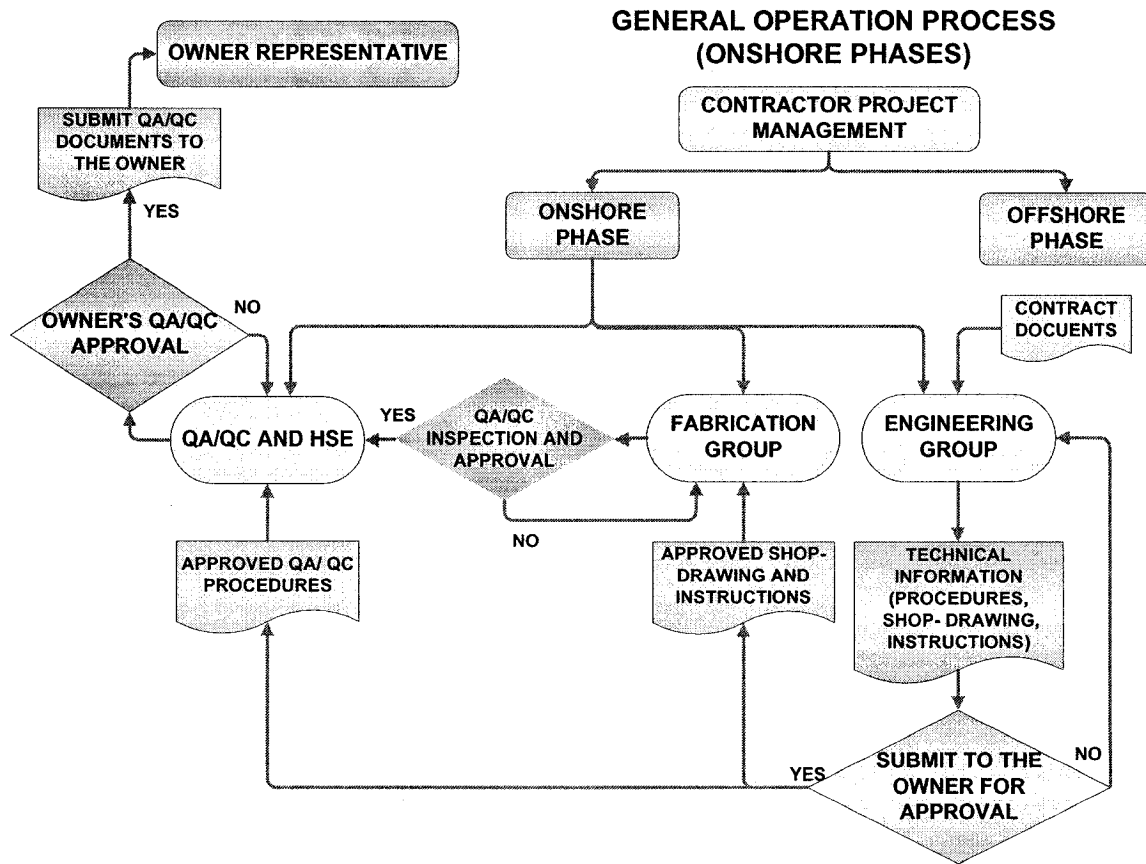 GENERAL OPERATION PROCESS
(ONSHORE PHASES)
OWNER REPRESENTATIVE
CONTRACTOR PROJECT
MANAGEMENT
SUBMIT QA/QC
DOCUMENTS TO
THE OWNER
YES
ONSHORE
PHASE
OFFSHORE
PHASE
OWNER'S QA/QC
APPROVAL
NO
CONTRACT
DOCUENTS
QA/QC AND HSE
YES
QA/QC
INSPECTION AND
APPROVAL
NO
FABRICATION
GROUP
ENGINEERING
GROUP
APPROVED QA/ QC
PROCEDURES
APPROVED SHOP-
DRAWING AND
INSTRUCTIONS
TECHNICAL
INFORMATION
(PROCEDURES,
SHOP- DRAWING,
INSTRUCTIONS)
YES
SUBMIT TO THE
OWNER FOR
APPROVAL
NO